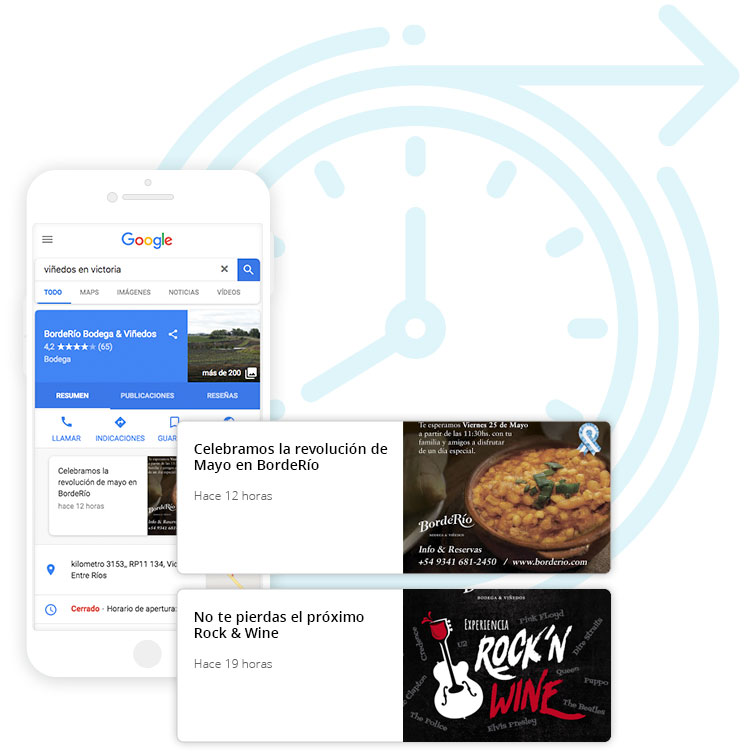 Google
viñedos en victoria
TODO MAPS IMÁGENES NOTICIAS VÍDEOS
BordeRío Bodega & Viñedos
4,2 ★★★★★ (65)
Bodega
más de 200
RESUMEN PUBLICACIONES RESEÑAS
LLAMAR INDICACIONES GUAR
Celebramos la
revolución de mayo en
BordeRío
hace 12 horas
kilometro 3153,, RP11 134, Vic
Entre Ríos
Cerrado · Horario de apertura:
Celebramos la revolución de
Mayo en BordeRío
Hace 12 horas
Te esperamos Viernes 25 de Mayo
a partir de las 11:30hs. con tu
familia y amigos a disfrutar
de un día especial.
BordeRío
BODEGA & VIÑEDOS
Info & Reservas
+54 9341 681-2450 / www.borderio.com
No te pierdas el próximo
Rock & Wine
Hace 19 horas
BODEGA & VIÑEDOS
EXPERIENCIA
ROCK'N
WINE
Pink Floyd
Dire Straits
U2
Creedence
Queen
Puppo
Eric Clapton
The Beatles
The Police
Elvis Presley